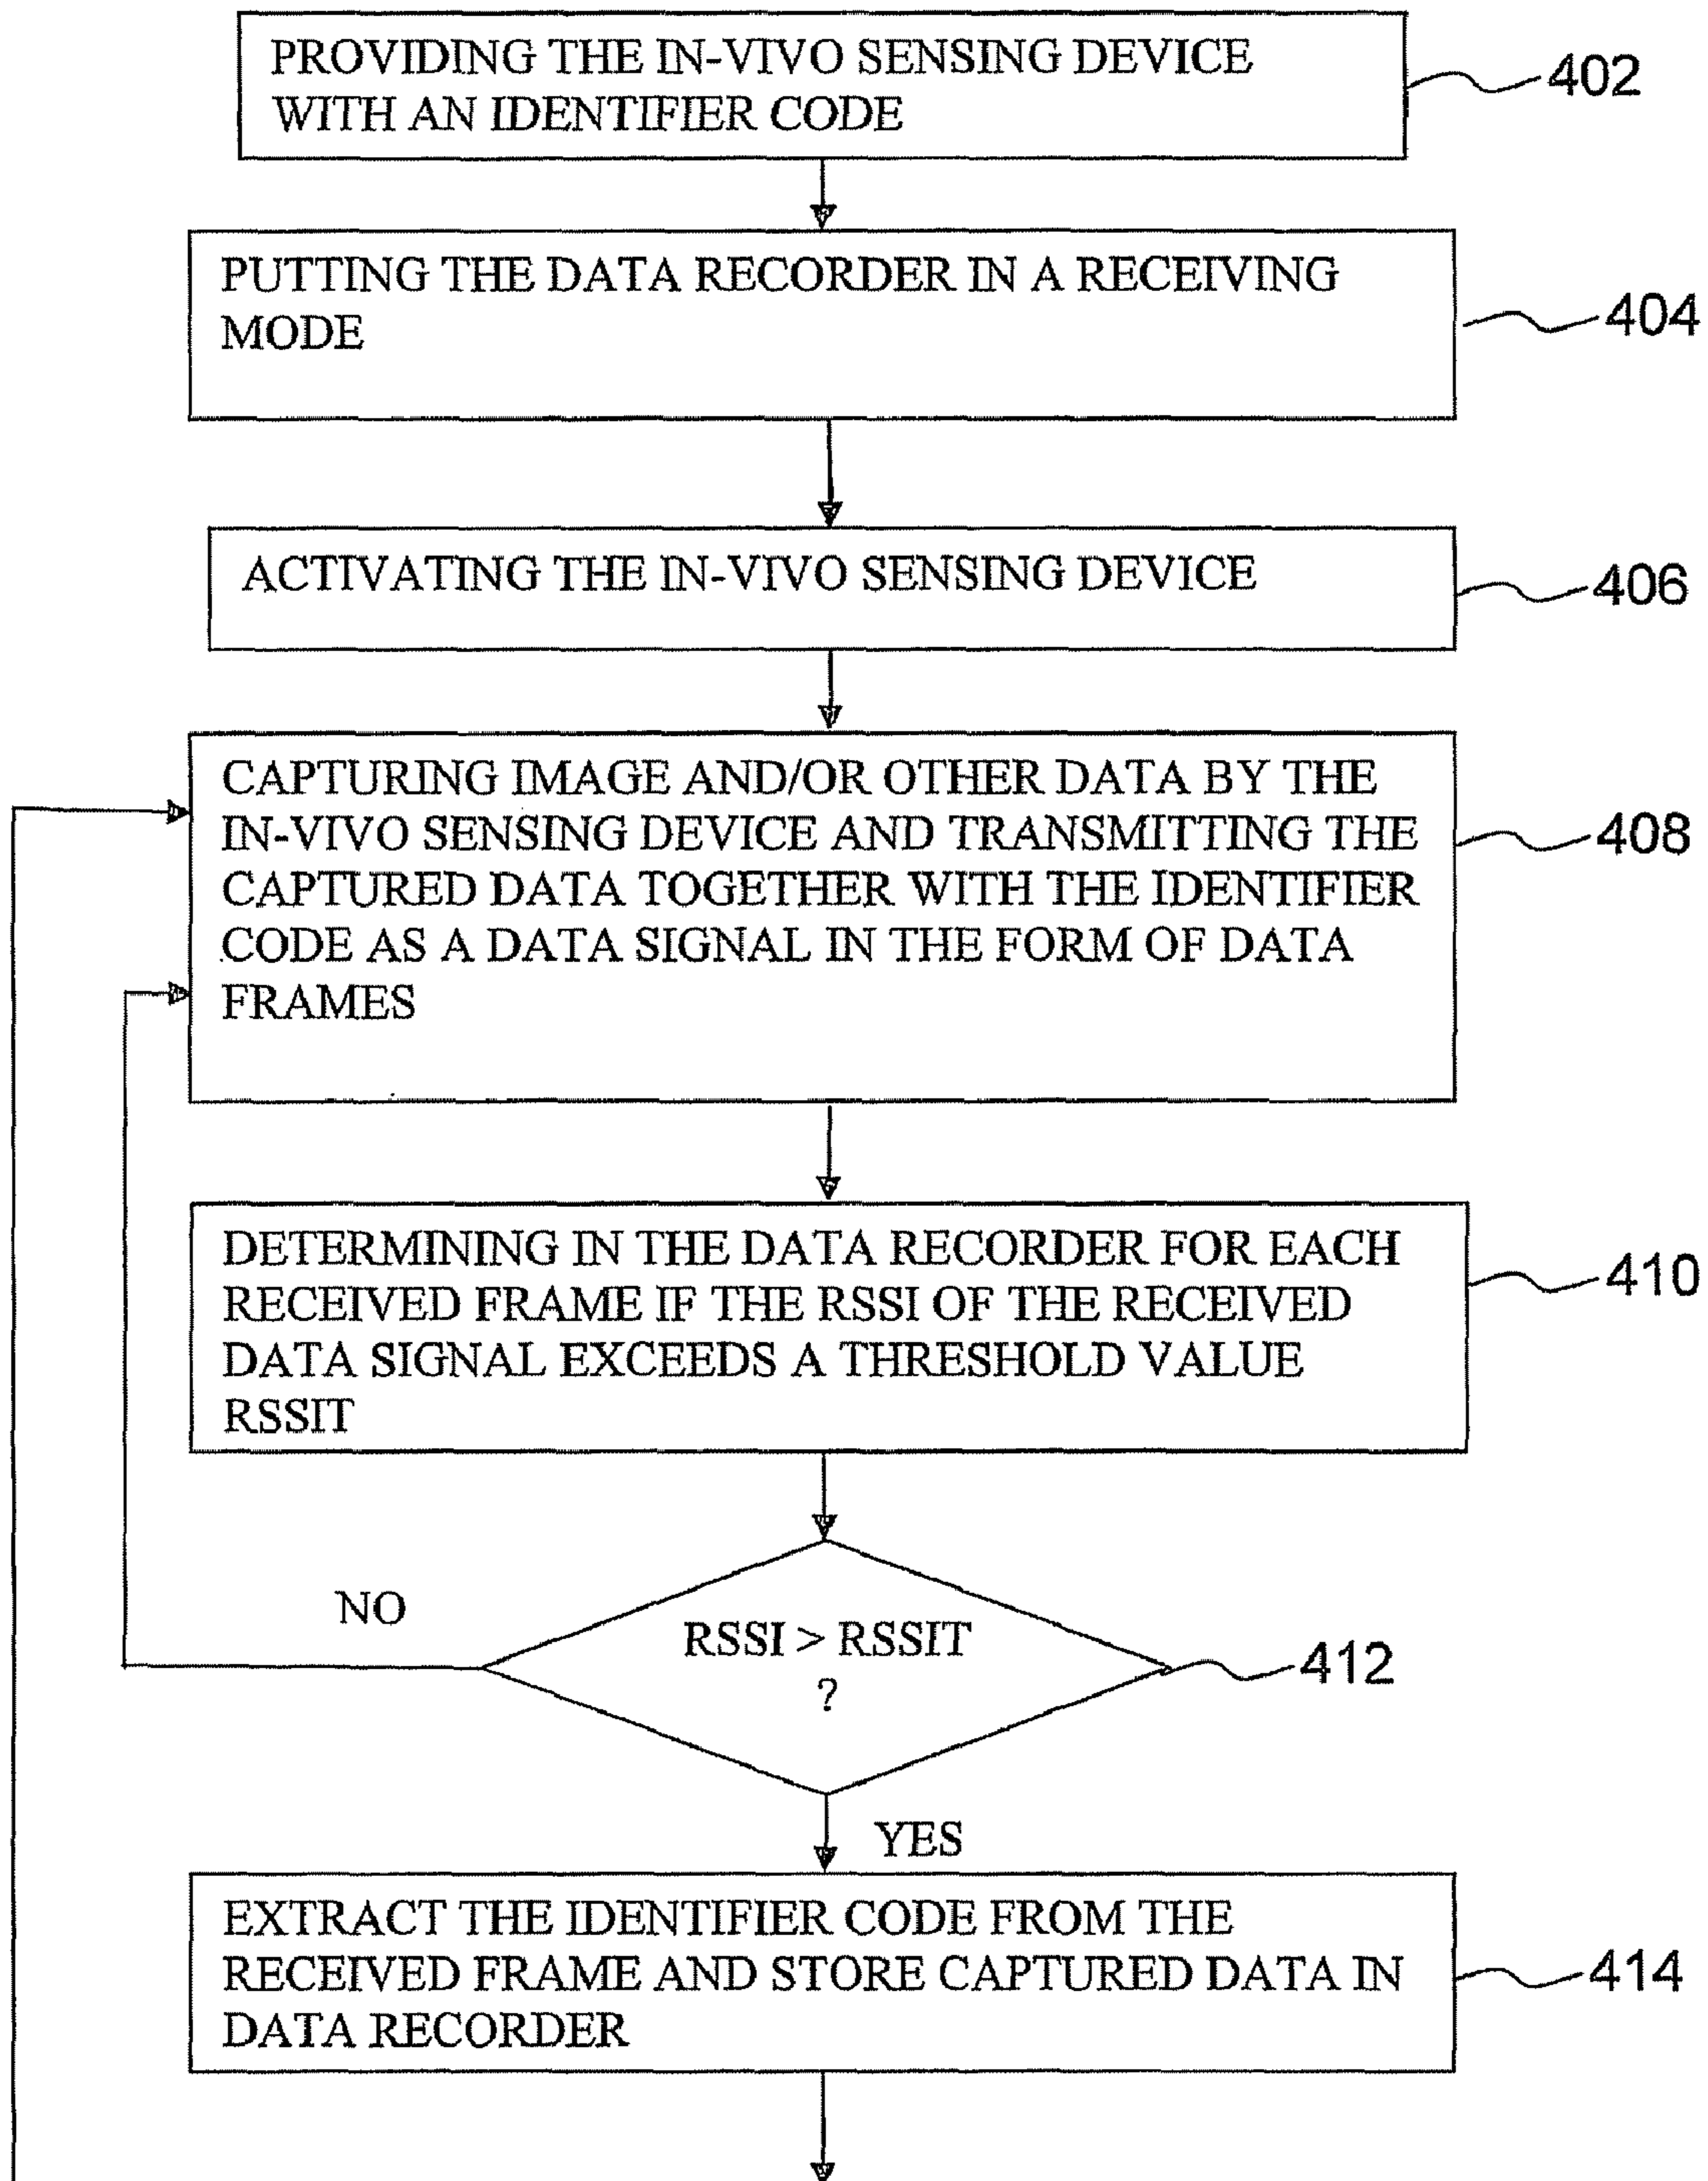 PROVIDING THE IN-VIVO SENSING DEVICE
WITH AN IDENTIFIER CODE
402
PUTTING THE DATA RECORDER IN A RECEIVING
MODE
404
ACTIVATING THE IN-VIVO SENSING DEVICE
406
CAPTURING IMAGE AND/OR OTHER DATA BY THE
IN-VIVO SENSING DEVICE AND TRANSMITTING THE
CAPTURED DATA TOGETHER WITH THE IDENTIFIER
CODE AS A DATA SIGNAL IN THE FORM OF DATA
FRAMES
408
DETERMINING IN THE DATA RECORDER FOR EACH
RECEIVED FRAME IF THE RSSI OF THE RECEIVED
DATA SIGNAL EXCEEDS A THRESHOLD VALUE
RSSIT
410
NO
RSSI > RSSIT
?
412
YES
EXTRACT THE IDENTIFIER CODE FROM THE
RECEIVED FRAME AND STORE CAPTURED DATA IN
DATA RECORDER
414